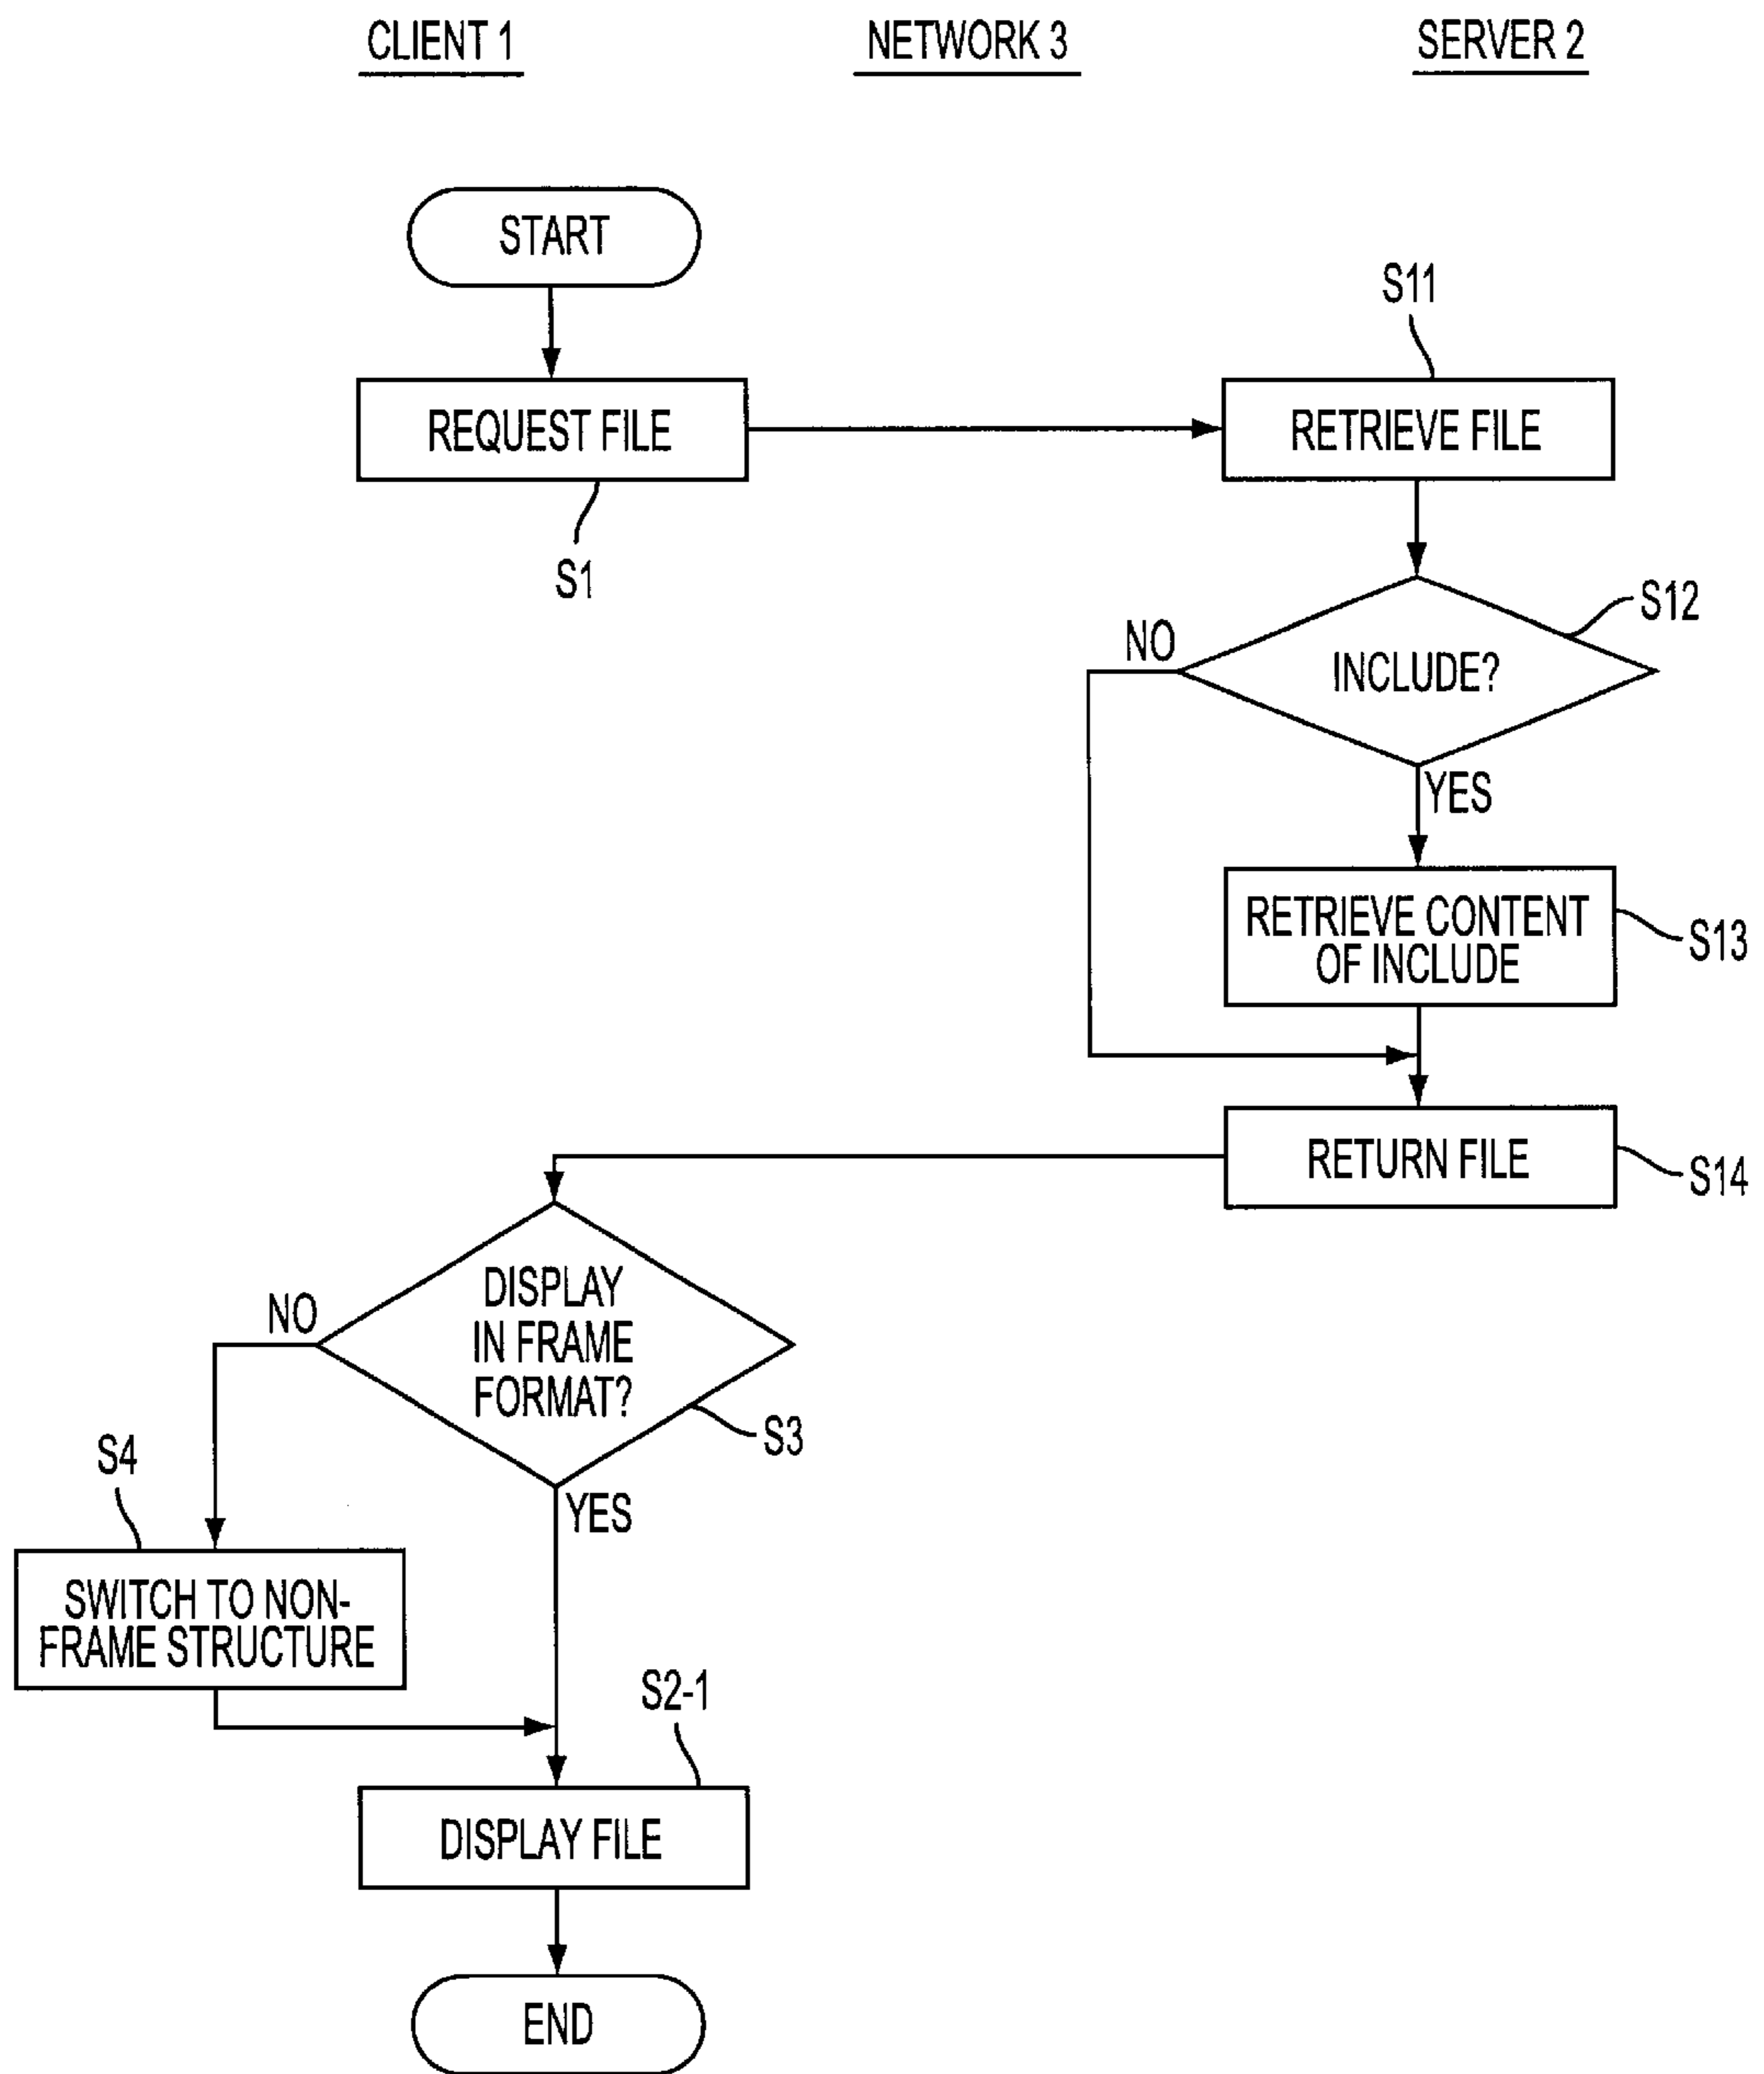 CLIENT 1
NETWORK 3
SERVER 2
START
S11
REQUEST FILE
RETRIEVE FILE
S1
S12
NO
INCLUDE?
YES
RETRIEVE CONTENT
OF INCLUDE
S13
RETURN FILE
S14
DISPLAY
IN FRAME
FORMAT?
NO
S3
YES
S4
SWITCH TO NON-
FRAME STRUCTURE
S2-1
DISPLAY FILE
END